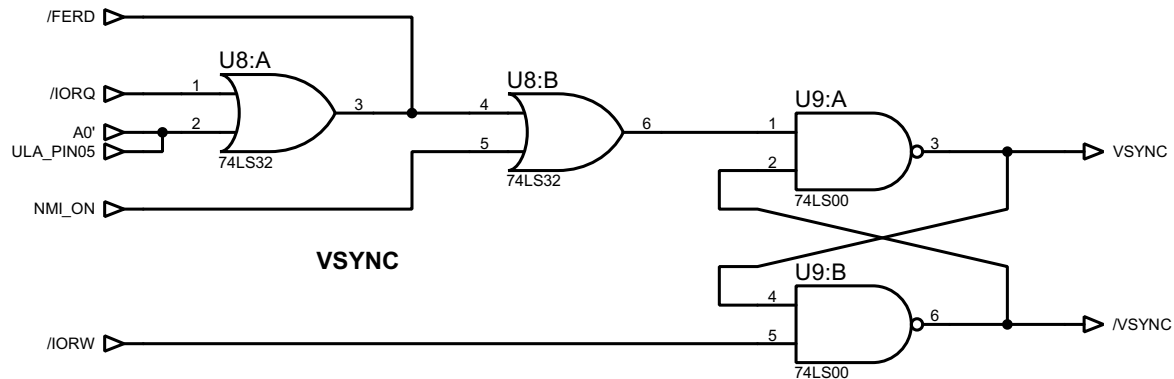 /FERD
U8:A
/IORQ
1
3
A0'
2
ULA_PIN05
74LS32
NMI_ON
U8:B
4
6
5
74LS32
U9:A
1
3
VSYNC
2
74LS00
VSYNC
U9:B
4
6
/VSYNC
/IORW
5
74LS00